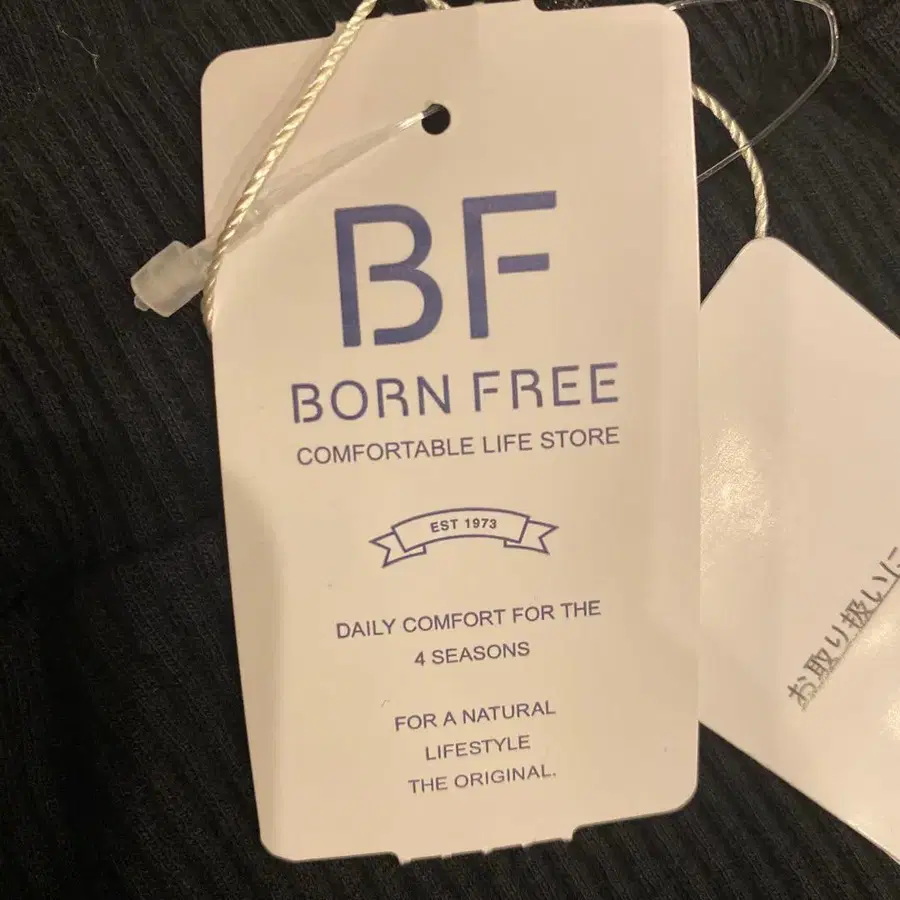 BF
BORN FREE
COMFORTABLE LIFE STORE
EST 1973
DAILY COMFORT FOR THE
4 SEASONS
FOR A NATURAL
LIFESTYLE
THE ORIGINAL.
お取り扱いに